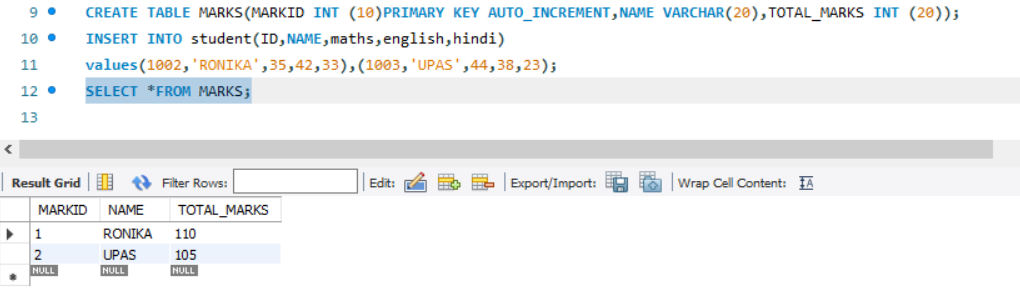 9 CREATE TABLE MARKS(MARKID INT (10)PRIMARY KEY AUTO_INCREMENT,NAME VARCHAR(20),TOTAL_MARKS INT (20));
10 INSERT INTO student(ID,NAME,maths,english,hindi)
11 values(1002,'RONIKA',35,42,33),(1003,'UPAS',44,38,23);
12 SELECT *FROM MARKS;
13
Result Grid Filter Rows: Edit: Export/Import: Wrap Cell Content: IA
MARKID NAME TOTAL_MARKS
1 RONIKA 110
2 UPAS 105
NULL NULL NULL